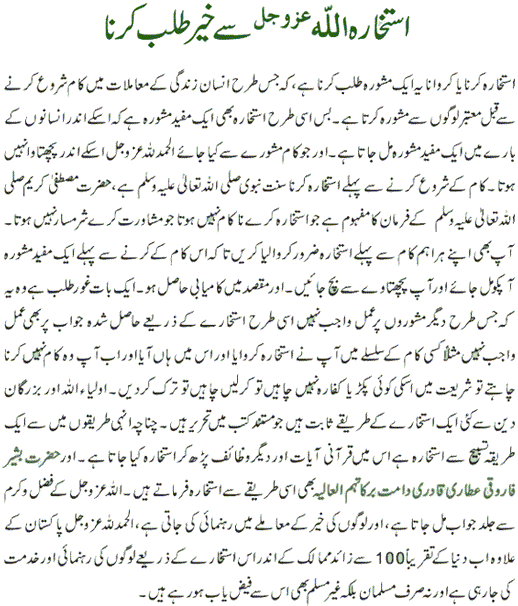 استخارہ اللّٰہ عزوجل سے خیر طلب کرنا
استخارہ کرنا یا کروانا یہ ایک مشورہ طلب کرنا ہے، کہ جس طرح انسان زندگی کے معاملات میں کام شروع کرنے
سے قبل معتبر لوگوں سے مشورہ کرتا ہے۔ بس اسی طرح استخارہ بھی ایک مفید مشورہ ہے کہ اسکے اندر انسانوں کے
بارے میں ایک مفید مشورہ مل جاتا ہے۔ اور جو کام مشورے سے کیا جائے الحمدللہ عزوجل اسکے اندر پچھتاوا نہیں
ہوتا۔ کام کے شروع کرنے سے پہلے استخارہ کرنا سنت نبوی صلی اللہ تعالیٰ علیہ وسلم ہے، حضرت مصطفیٰ کریم صلی
اللہ تعالیٰ علیہ وسلم کے فرمان کا مفہوم ہے جو استخارہ کرے ناکام نہیں ہوتا جو مشاورت کرے شرمسار نہیں ہوتا۔
آپ بھی اپنے ہر اہم کام سے پہلے استخارہ ضرور کروا لیا کریں تاکہ اس کام کے کرنے سے پہلے ایک مفید مشورہ
آپکو مل جائے اور آپ پچھتاوے سے بچ جائیں۔ اور مقصد میں کامیابی حاصل ہو۔ ایک بات غور طلب ہے وہ یہ
کہ جس طرح دیگر مشوروں پر عمل واجب نہیں اسی طرح استخارے کے ذریعے حاصل شدہ جواب پر بھی عمل
واجب نہیں مثلاً کسی کام کے سلسلے میں آپ نے استخارہ کروایا اور اس میں ہاں آیا اور اب آپ وہ کام نہیں کرنا
چاہتے تو شریعت میں اسکی کوئی پکڑ یا کفارہ نہیں چاہیں تو کر لیں چاہیں تو ترک کردیں۔ اولیاء اللہ اور بزرگان
دین سے کئی ایک استخارے کے طریقے ثابت ہیں جو مستند کتب میں تحریر ہیں۔ چناچہ انہی طریقوں میں سے ایک
طریقہ تسبیح سے استخارہ ہے اس میں قرآنی آیات اور دیگر وظائف پڑھ کر استخارہ کیا جاتا ہے۔ اور حضرت بشیر
فاروقی عطاری قادری دامت برکاتہم العالیہ بھی اسی طریقے سے استخارہ فرماتے ہیں۔ اللہ عزوجل کے فضل و کرم
سے جلد جواب مل جاتا ہے، اور لوگوں کی خیر کے معاملے میں رہنمائی کی جاتی ہے، الحمدللہ عزوجل پاکستان کے
علاوہ اب دنیا کے تقریباً 100 سے زائد ممالک کے اندر اس استخارے کے ذریعے لوگوں کی رہنمائی اور خدمت
کی جارہی ہے اور نہ صرف مسلمان بلکہ غیر مسلم بھی اس سے فیض یاب ہو رہے ہیں۔